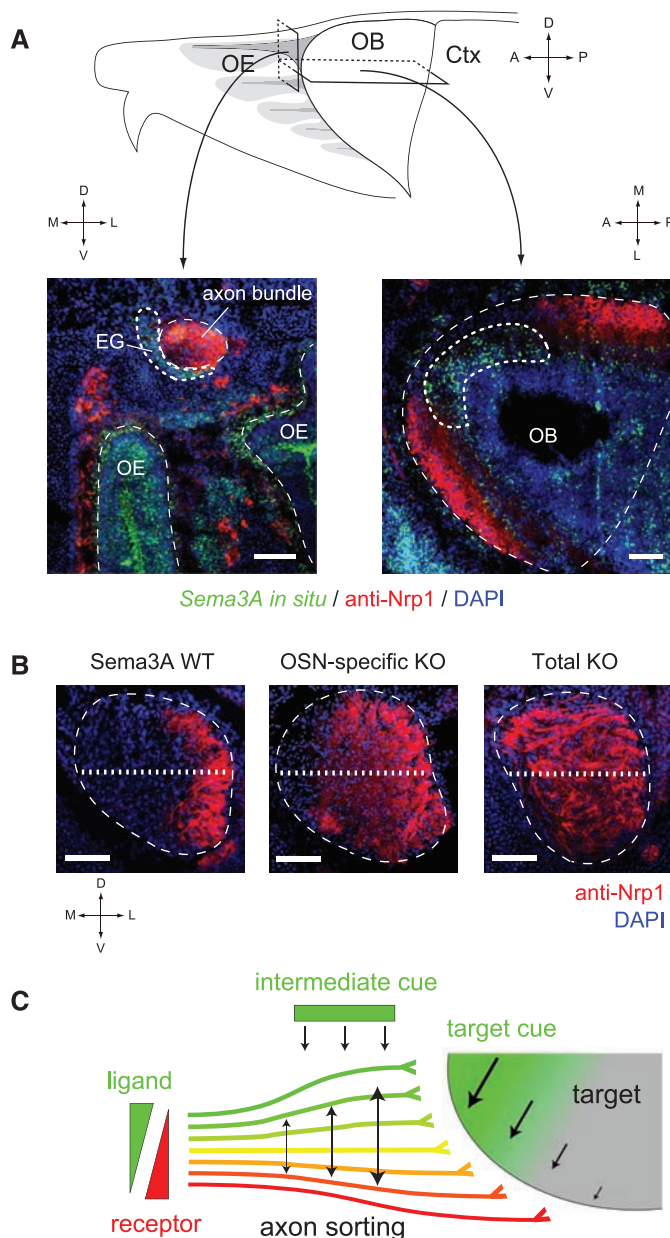 A
OE
OB
Ctx
D
A
P
V
D
M
L
V
M
A
P
L
axon bundle
EG
OE
OE
OB
Sema3A in situ / anti-Nrp1 / DAPI
B
Sema3A WT
OSN-specific KO
Total KO
D
M
L
V
anti-Nrp1
DAPI
C
intermediate cue
target cue
ligand
target
receptor
axon sorting